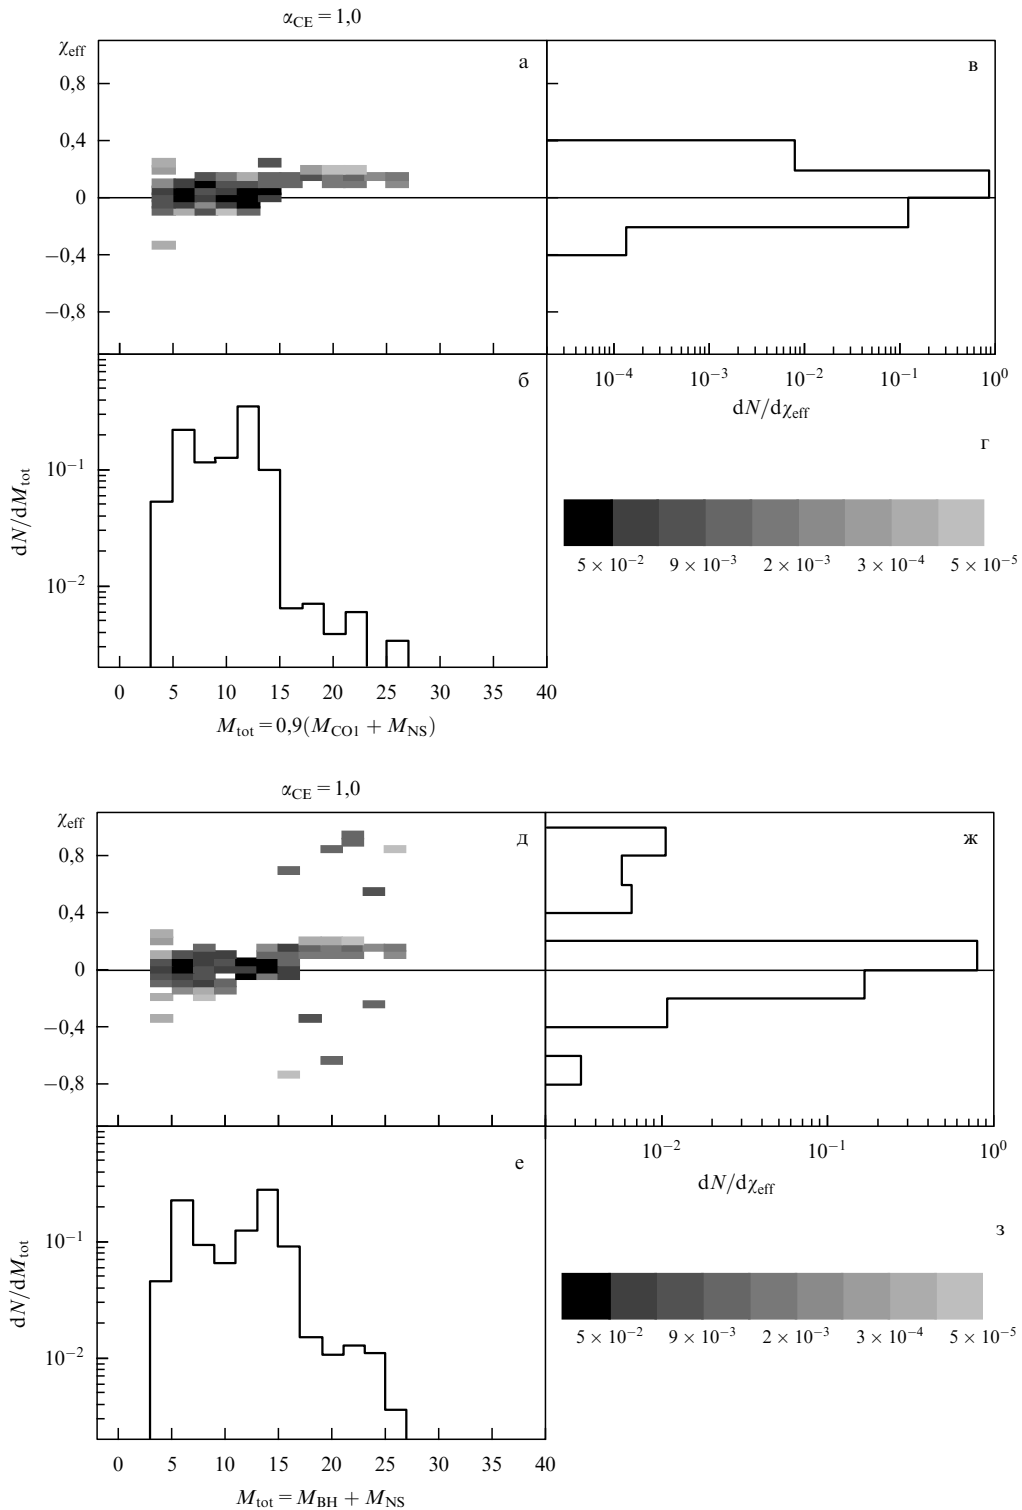 α_CE = 1,0
χ_eff
а
в
0,8
0,4
0
−0,4
−0,8
10⁻⁴ 10⁻³ 10⁻² 10⁻¹ 10⁰
dN/dχ_eff
б
г
dN/dM_tot
10⁻¹
10⁻²
5 × 10⁻² 9 × 10⁻³ 2 × 10⁻³ 3 × 10⁻⁴ 5 × 10⁻⁵
0 5 10 15 20 25 30 35 40
M_tot = 0,9(M_CO1 + M_NS)
α_CE = 1,0
χ_eff
д
ж
0,8
0,4
0
−0,4
−0,8
10⁻² 10⁻¹ 10⁰
dN/dχ_eff
е
з
dN/dM_tot
10⁻¹
10⁻²
5 × 10⁻² 9 × 10⁻³ 2 × 10⁻³ 3 × 10⁻⁴ 5 × 10⁻⁵
0 5 10 15 20 25 30 35 40
M_tot = M_BH + M_NS